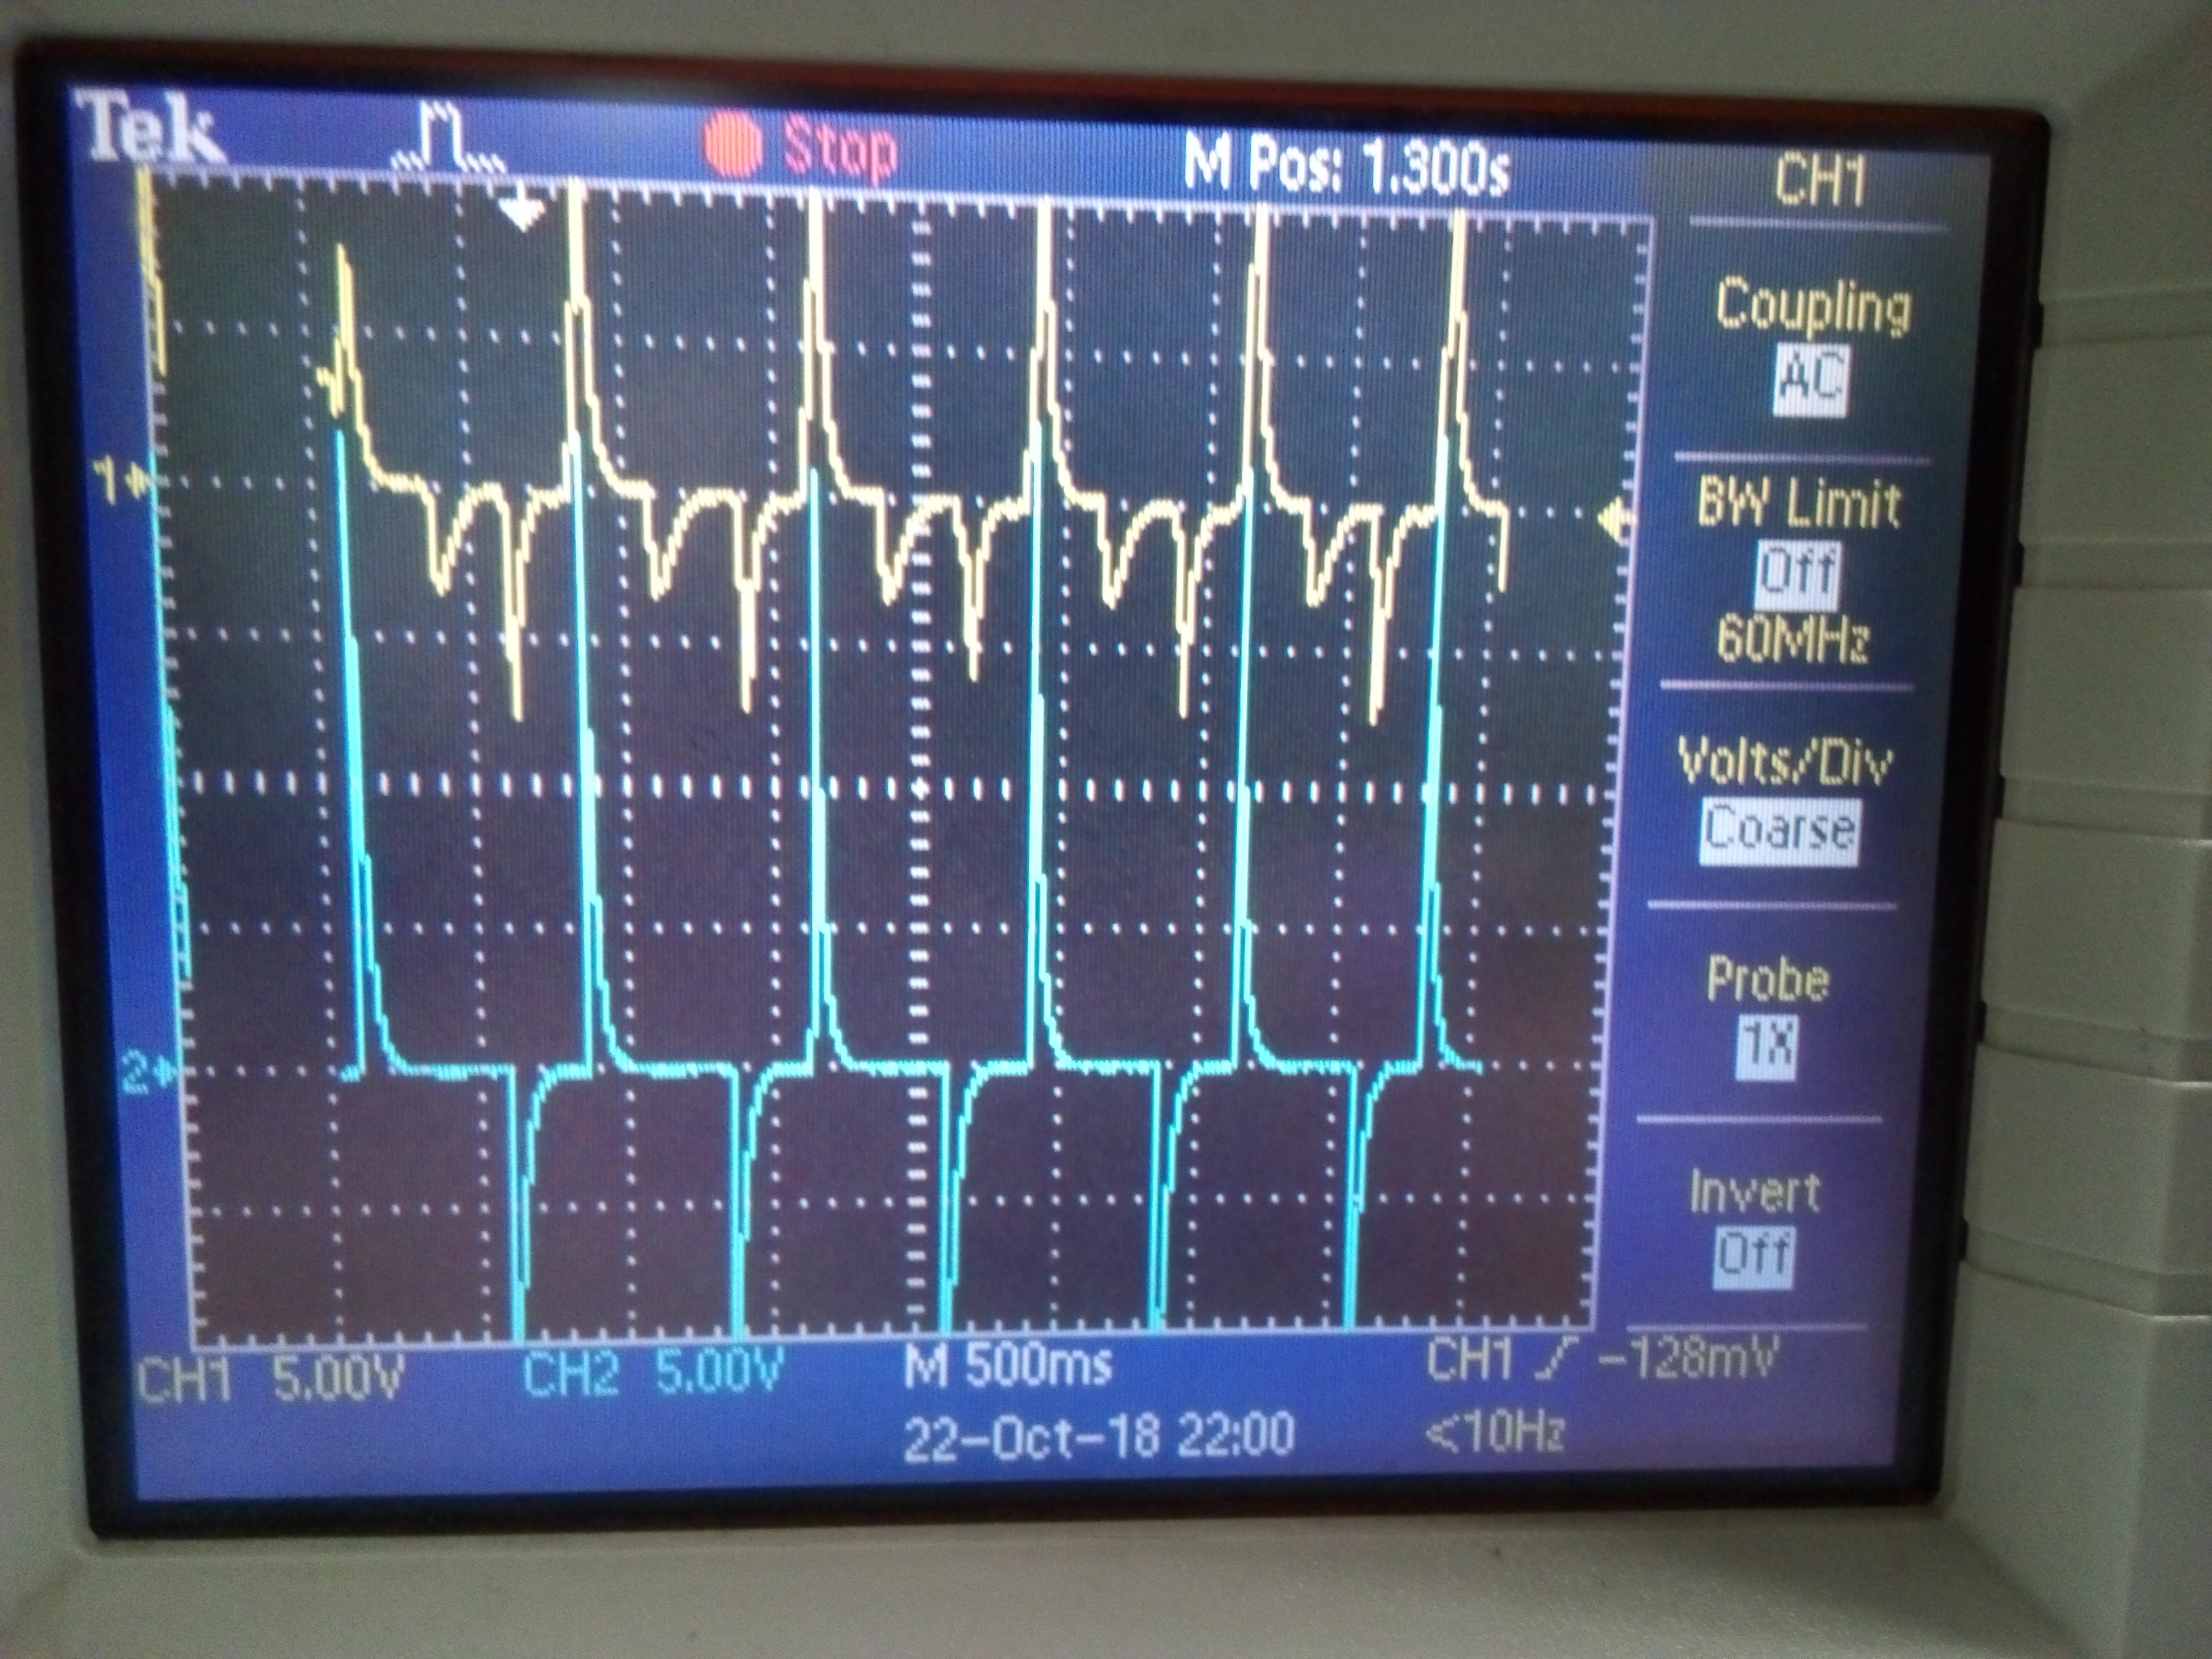 Tek Stop M Pos: 1.300s CH1
Coupling
AC
1
BW Limit
Off
60MHz
Volts/Div
Coarse
Probe
1X
2
Invert
Off
CH1 5.00V CH2 5.00V M 500ms CH1 -128mV
22-Oct-18 22:00 <10Hz